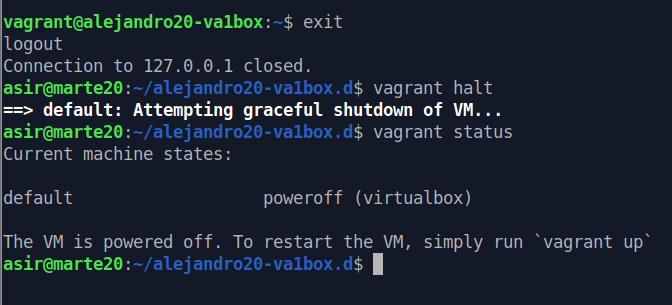 vagrant@alejandro20-va1box:~$ exit
logout
Connection to 127.0.0.1 closed.
asir@marte20:~/alejandro20-va1box.d$ vagrant halt
==> default: Attempting graceful shutdown of VM...
asir@marte20:~/alejandro20-va1box.d$ vagrant status
Current machine states:
default                   poweroff (virtualbox)
The VM is powered off. To restart the VM, simply run `vagrant up`
asir@marte20:~/alejandro20-va1box.d$